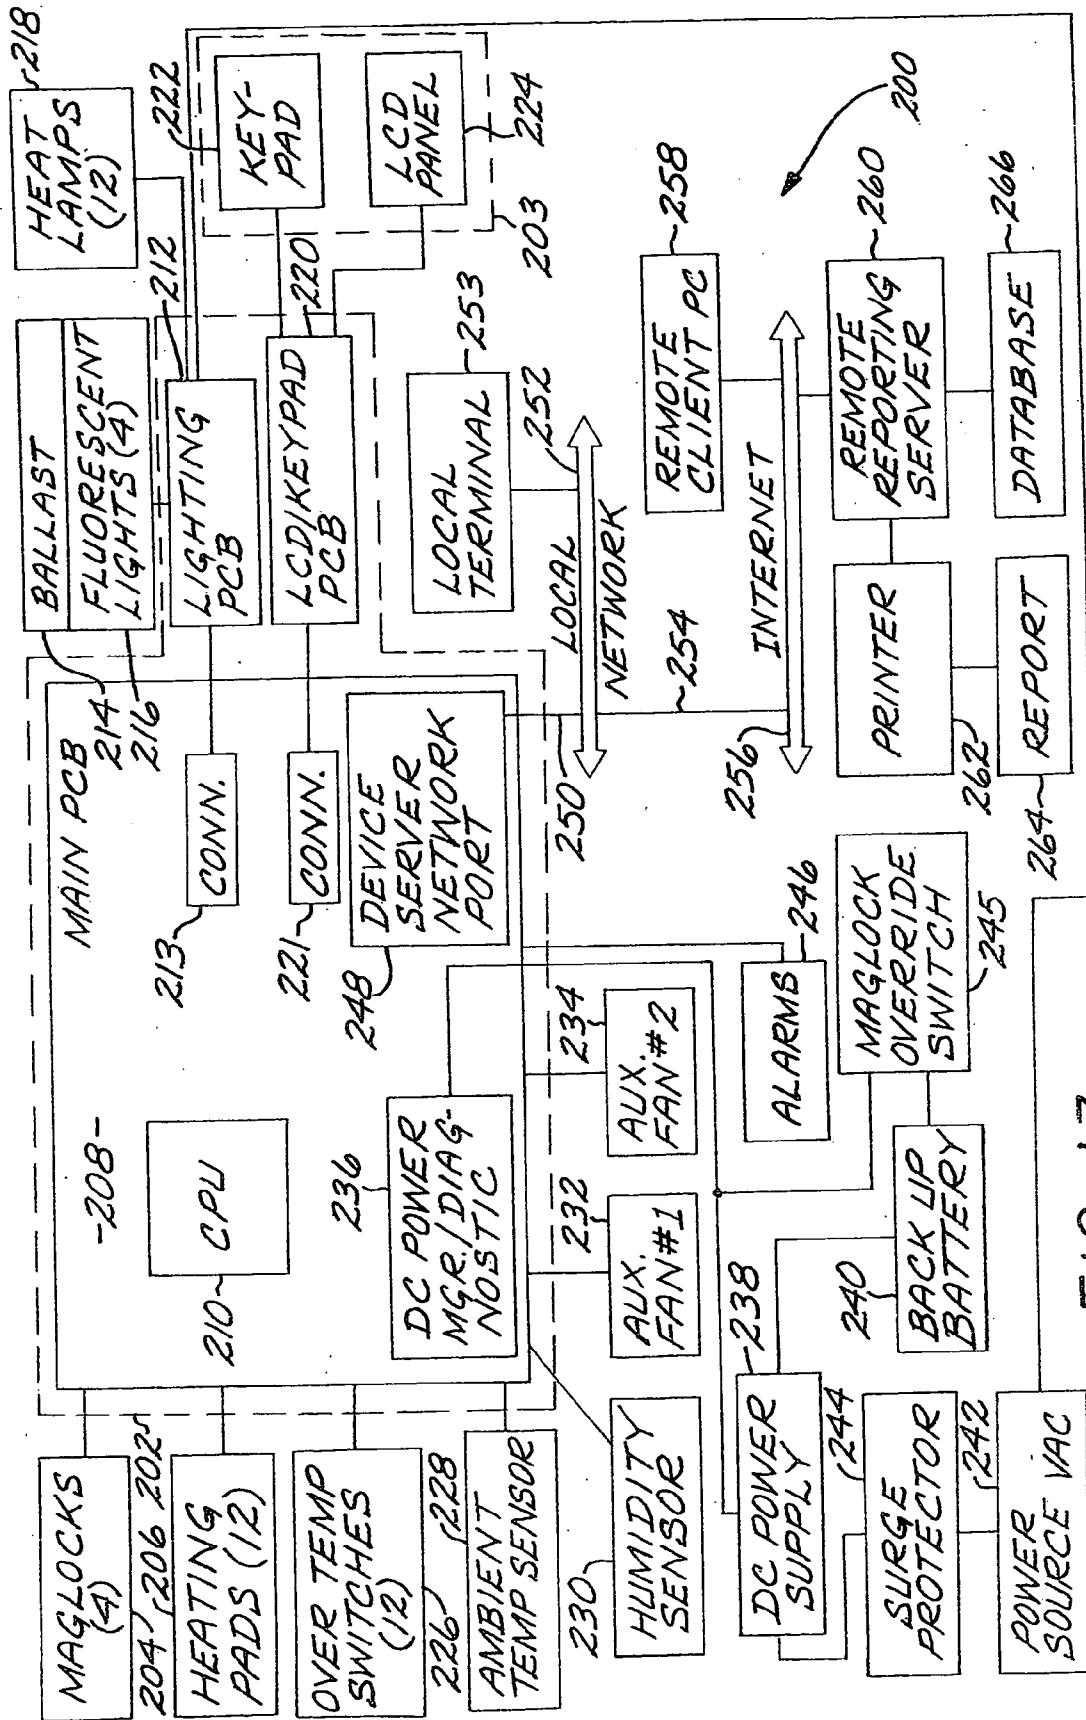 MAGLOCKS
(4)
204
206
202
HEATING
PADS (12)
OVER TEMP
SWITCHES
(12)
226
228
AMBIENT
TEMP SENSOR
MAIN PCB
-208-
210
CPU
213
CONN.
221
CONN.
236
DC POWER
MGR./DIAG-
NOSTIC
248
DEVICE
SERVER
NETWORK
PORT
214
216
BALLAST
FLUORESCENT
LIGHTS (4)
212
LIGHTING
PCB
220
LCD/KEYPAD
PCB
218
HEAT
LAMPS
(12)
222
KEY-
PAD
LCD
PANEL
224
203
230
HUMIDITY
SENSOR
232
AUX.
FAN #1
234
AUX.
FAN #2
238
DC POWER
SUPPLY
240
BACK UP
BATTERY
244
SURGE
PROTECTOR
242
POWER
SOURCE VAC
ALARMS
246
MAGLOCK
OVERRIDE
SWITCH
245
250
LOCAL
NETWORK
252
LOCAL
TERMINAL
253
254
256
INTERNET
REMOTE
CLIENT PC
258
REMOTE
REPORTING
SERVER
260
PRINTER
262
264
REPORT
DATABASE
266
200